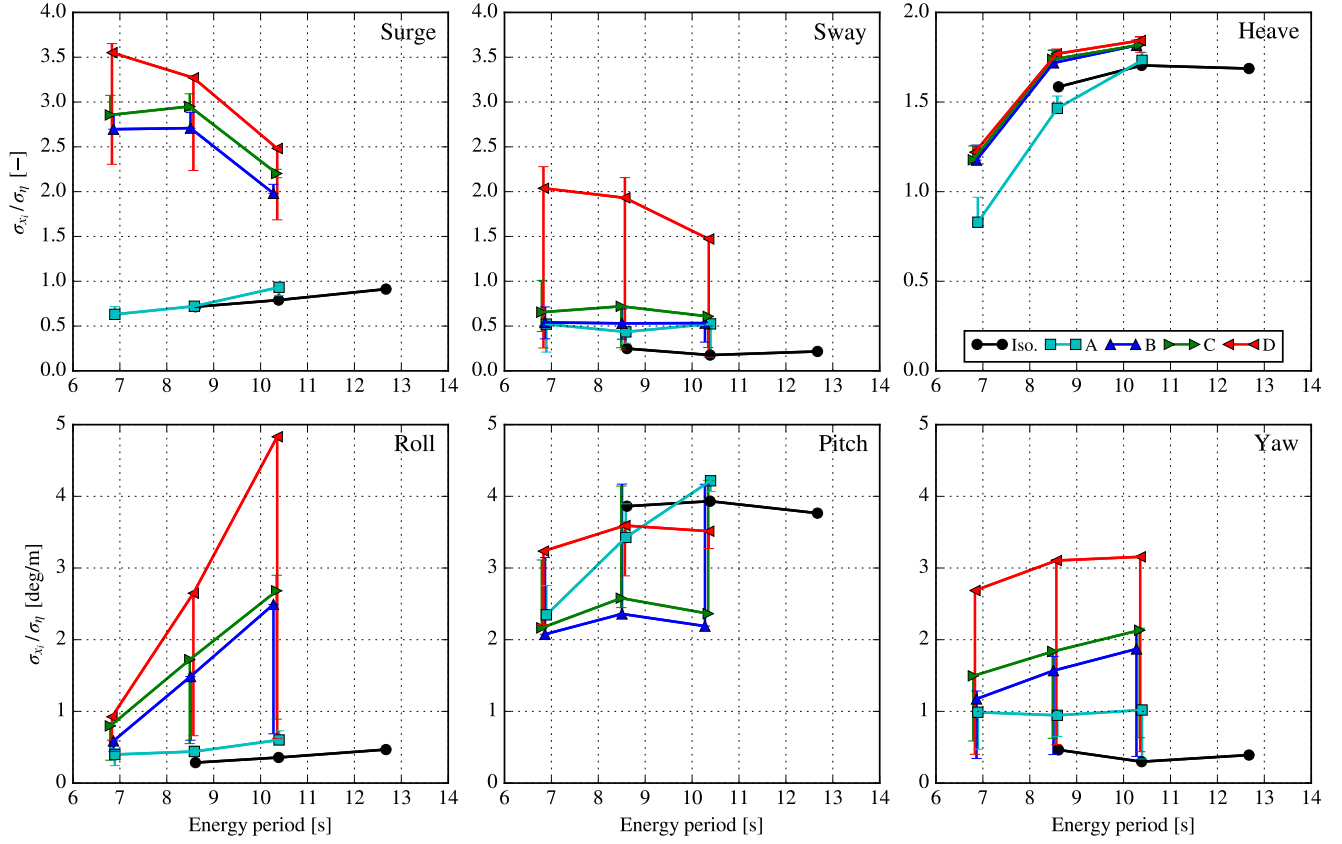 Surge
4.0
3.5
3.0
2.5
2.0
1.5
1.0
0.5
0.0
σ_{x_i}/σ_η [−]
6 7 8 9 10 11 12 13 14
Sway
4.0
3.5
3.0
2.5
2.0
1.5
1.0
0.5
0.0
6 7 8 9 10 11 12 13 14
Heave
2.0
1.5
1.0
0.5
0.0
Iso. A B C D
6 7 8 9 10 11 12 13 14
Roll
5
4
3
2
1
0
σ_{x_i}/σ_η [deg/m]
6 7 8 9 10 11 12 13 14
Energy period [s]
Pitch
5
4
3
2
1
0
6 7 8 9 10 11 12 13 14
Energy period [s]
Yaw
5
4
3
2
1
0
6 7 8 9 10 11 12 13 14
Energy period [s]